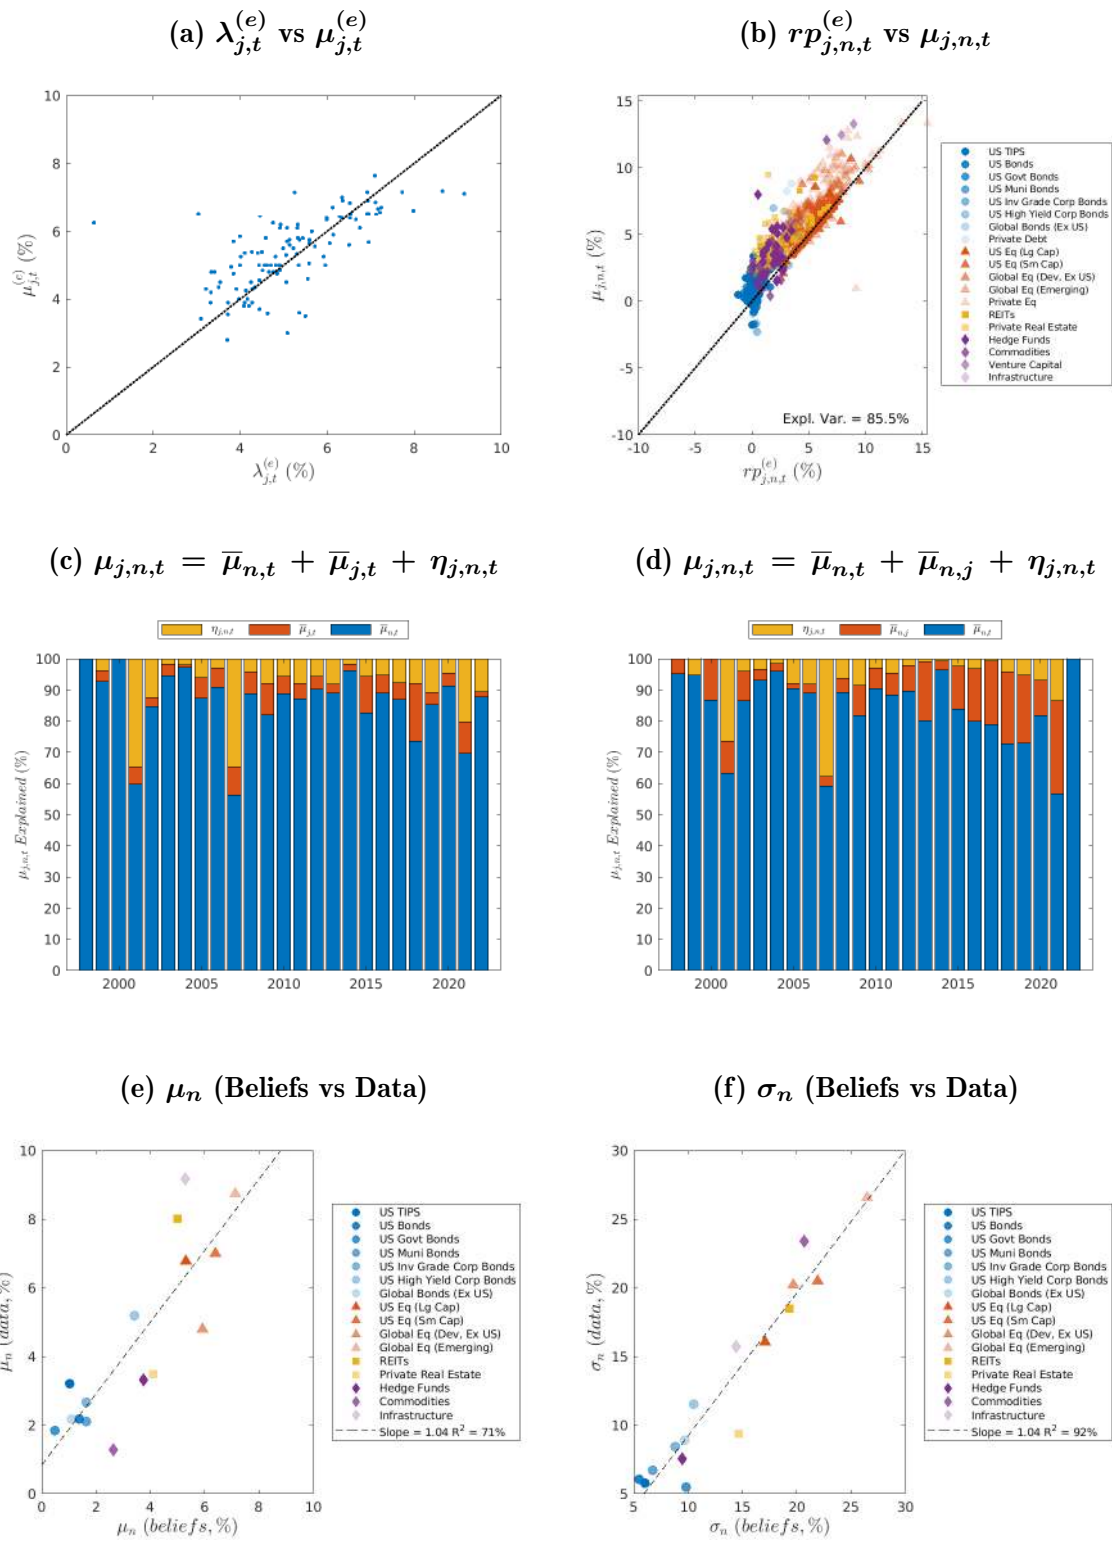 (a) λ_{j,t}^{(e)} vs μ_{j,t}^{(e)}
(b) rp_{j,n,t}^{(e)} vs μ_{j,n,t}
10
8
6
4
2
0
μ_{j,t}^{(e)} (%)
0 2 4 6 8 10
λ_{j,t}^{(e)} (%)
15
10
5
0
-5
-10
μ_{j,n,t} (%)
Expl. Var. = 85.5%
-10 -5 0 5 10 15
rp_{j,n,t}^{(e)} (%)
US TIPS
US Bonds
US Govt Bonds
US Muni Bonds
US Inv Grade Corp Bonds
US High Yield Corp Bonds
Global Bonds (Ex US)
Private Debt
US Eq (Lg Cap)
US Eq (Sm Cap)
Global Eq (Dev, Ex US)
Global Eq (Emerging)
Private Eq
REITs
Private Real Estate
Hedge Funds
Commodities
Venture Capital
Infrastructure
(c) μ_{j,n,t} = μ̅_{n,t} + μ̅_{j,t} + η_{j,n,t}
(d) μ_{j,n,t} = μ̅_{n,t} + μ̅_{n,j} + η_{j,n,t}
η_{j,n,t} μ̅_{j,t} μ̅_{n,t}
100
90
80
70
60
50
40
30
20
10
0
μ_{j,n,t} Explained (%)
2000 2005 2010 2015 2020
η_{j,n,t} μ̅_{n,j} μ̅_{n,t}
100
90
80
70
60
50
40
30
20
10
0
μ_{j,n,t} Explained (%)
2000 2005 2010 2015 2020
(e) μ_n (Beliefs vs Data)
(f) σ_n (Beliefs vs Data)
10
8
6
4
2
0
μ_n (data, %)
0 2 4 6 8 10
μ_n (beliefs, %)
US TIPS
US Bonds
US Govt Bonds
US Muni Bonds
US Inv Grade Corp Bonds
US High Yield Corp Bonds
Global Bonds (Ex US)
US Eq (Lg Cap)
US Eq (Sm Cap)
Global Eq (Dev, Ex US)
Global Eq (Emerging)
REITs
Private Real Estate
Hedge Funds
Commodities
Infrastructure
Slope = 1.04 R² = 71%
30
25
20
15
10
5
σ_n (data, %)
5 10 15 20 25 30
σ_n (beliefs, %)
US TIPS
US Bonds
US Govt Bonds
US Muni Bonds
US Inv Grade Corp Bonds
US High Yield Corp Bonds
Global Bonds (Ex US)
US Eq (Lg Cap)
US Eq (Sm Cap)
Global Eq (Dev, Ex US)
Global Eq (Emerging)
REITs
Private Real Estate
Hedge Funds
Commodities
Infrastructure
Slope = 1.04 R² = 92%